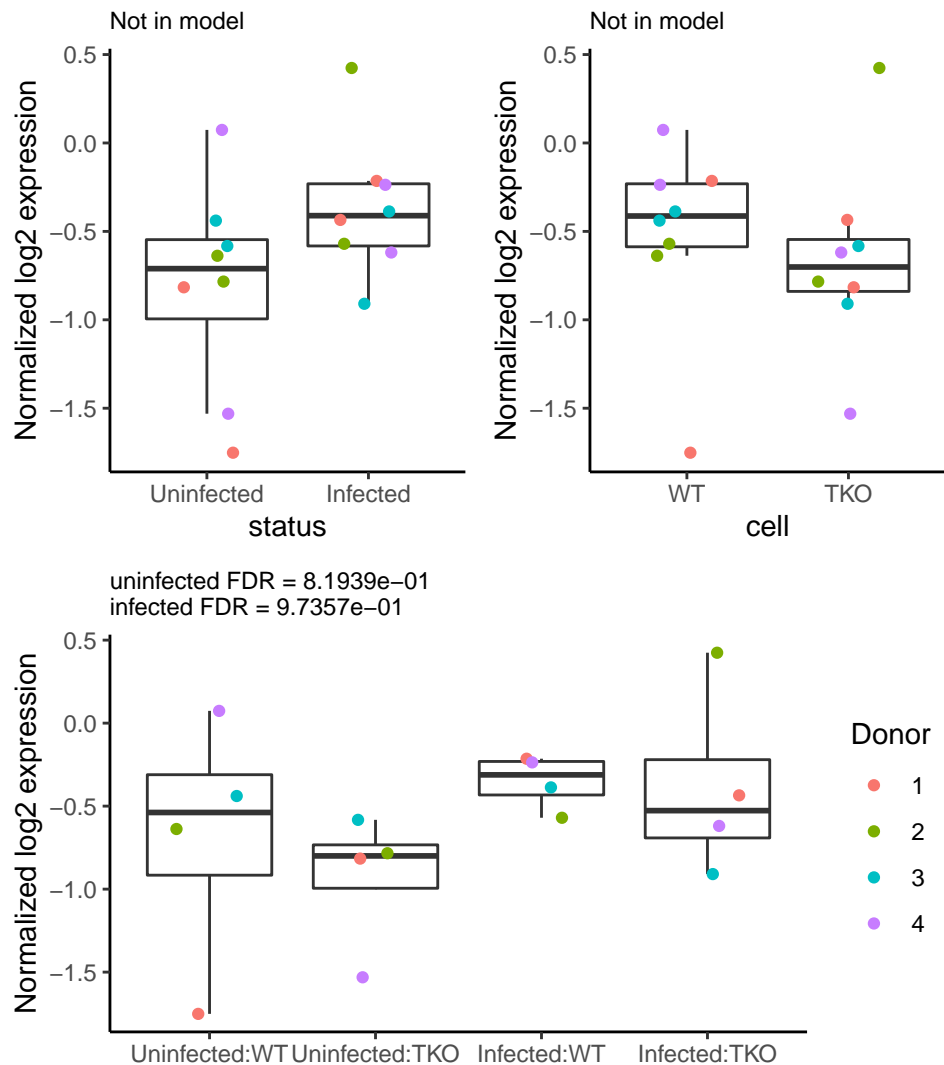 Not in model
Normalized log2 expression
0.5
0.0
−0.5
−1.0
−1.5
Uninfected Infected
status
Not in model
Normalized log2 expression
0.5
0.0
−0.5
−1.0
−1.5
WT TKO
cell
uninfected FDR = 8.1939e−01
infected FDR = 9.7357e−01
Normalized log2 expression
0.5
0.0
−0.5
−1.0
−1.5
Uninfected:WT Uninfected:TKO Infected:WT Infected:TKO
Donor
1
2
3
4